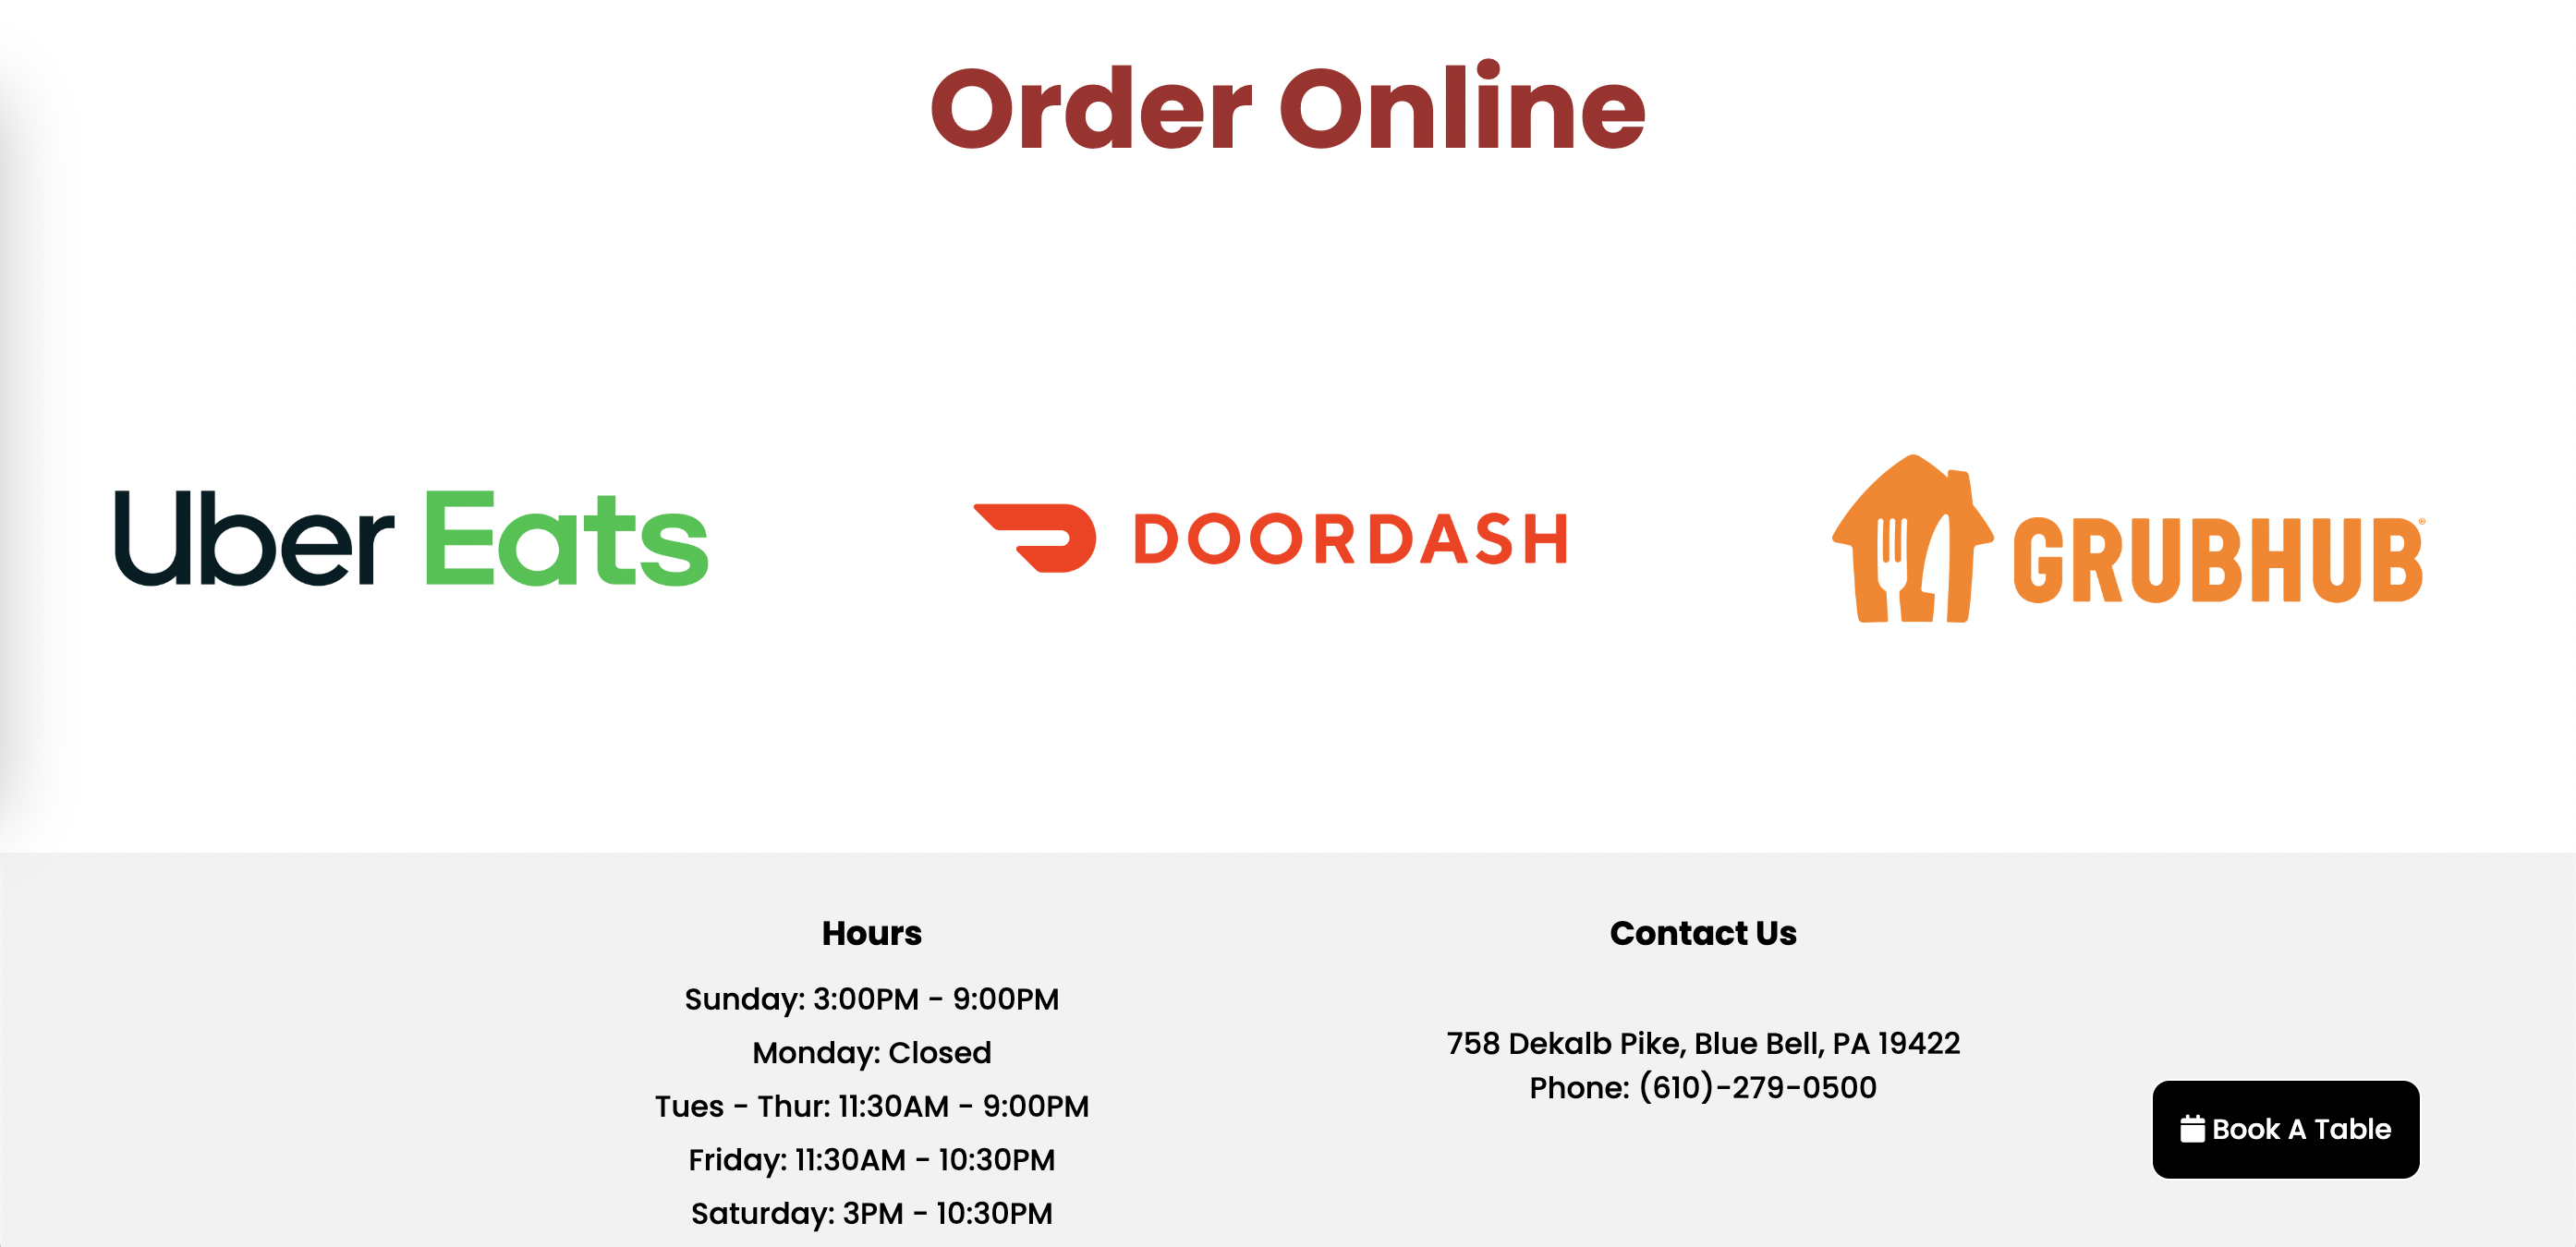 Order Online
Uber Eats
DOORDASH
GRUBHUB®
Hours
Sunday: 3:00PM - 9:00PM
Monday: Closed
Tues - Thur: 11:30AM - 9:00PM
Friday: 11:30AM - 10:30PM
Saturday: 3PM - 10:30PM
Contact Us
758 Dekalb Pike, Blue Bell, PA 19422
Phone: (610)-279-0500
Book A Table